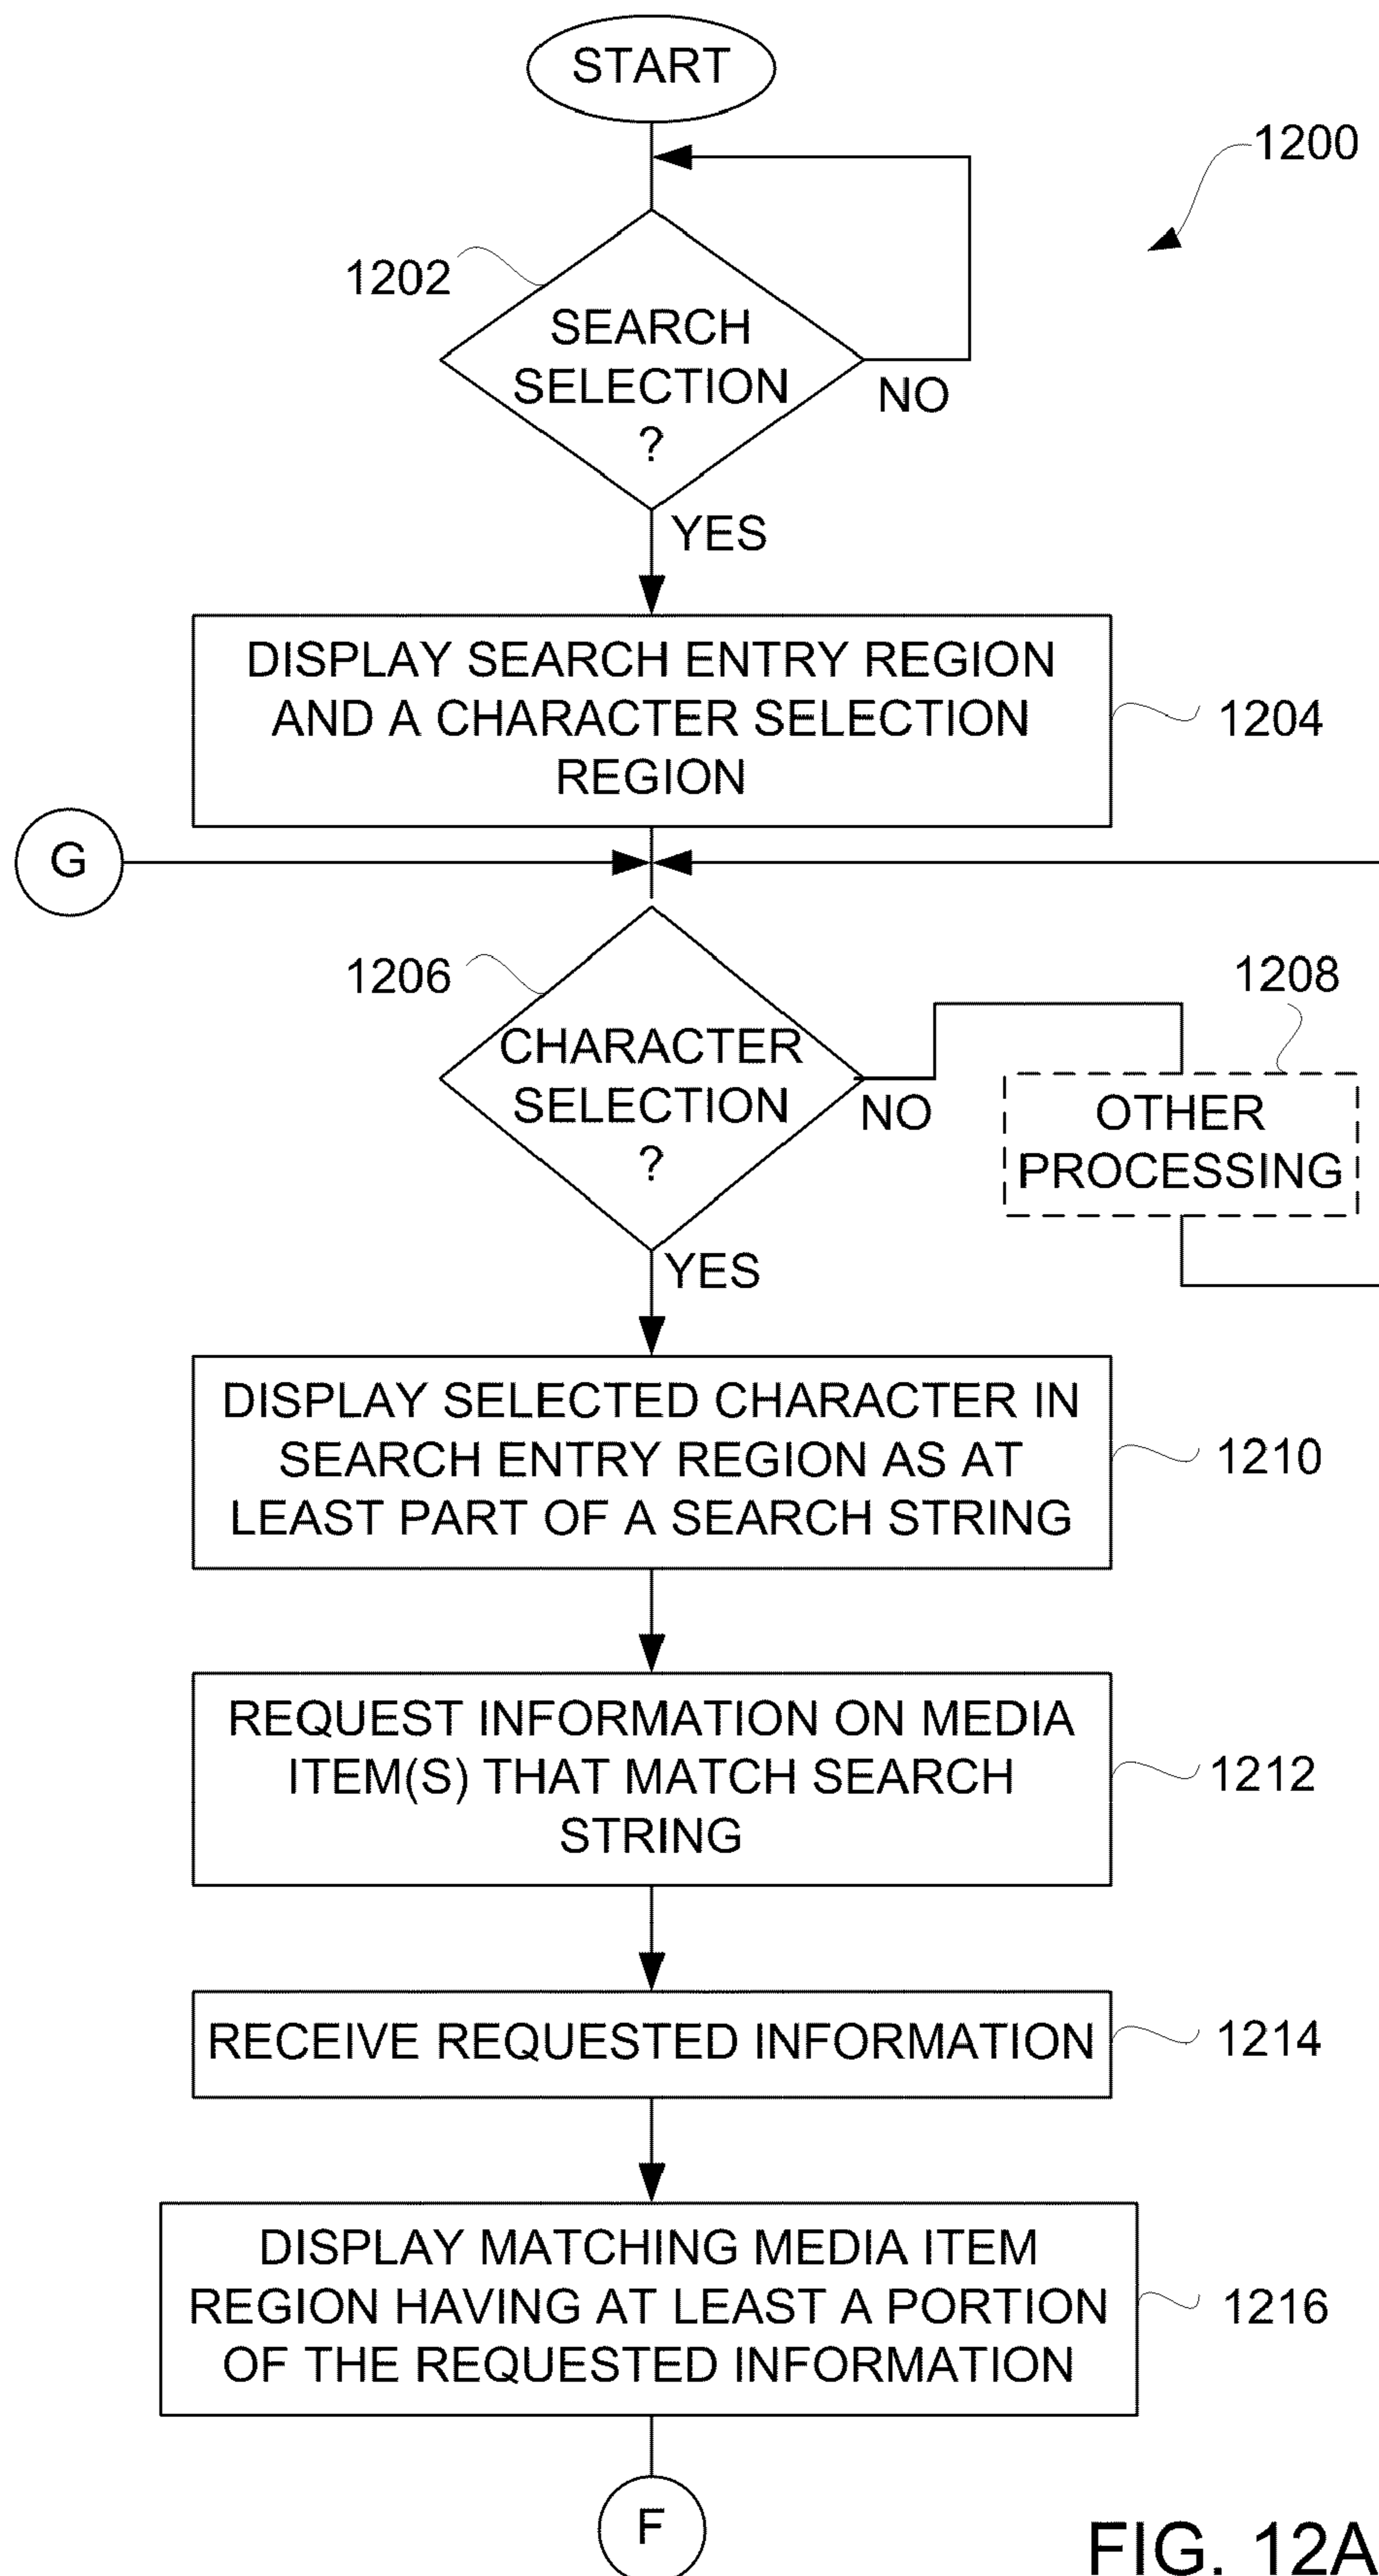 START
1200
1202
SEARCH
SELECTION
?
NO
YES
DISPLAY SEARCH ENTRY REGION
AND A CHARACTER SELECTION
REGION
1204
G
1206
1208
CHARACTER
SELECTION
?
NO
OTHER
PROCESSING
YES
DISPLAY SELECTED CHARACTER IN
SEARCH ENTRY REGION AS AT
LEAST PART OF A SEARCH STRING
1210
REQUEST INFORMATION ON MEDIA
ITEM(S) THAT MATCH SEARCH
STRING
1212
RECEIVE REQUESTED INFORMATION
1214
DISPLAY MATCHING MEDIA ITEM
REGION HAVING AT LEAST A PORTION
OF THE REQUESTED INFORMATION
1216
F
FIG. 12A